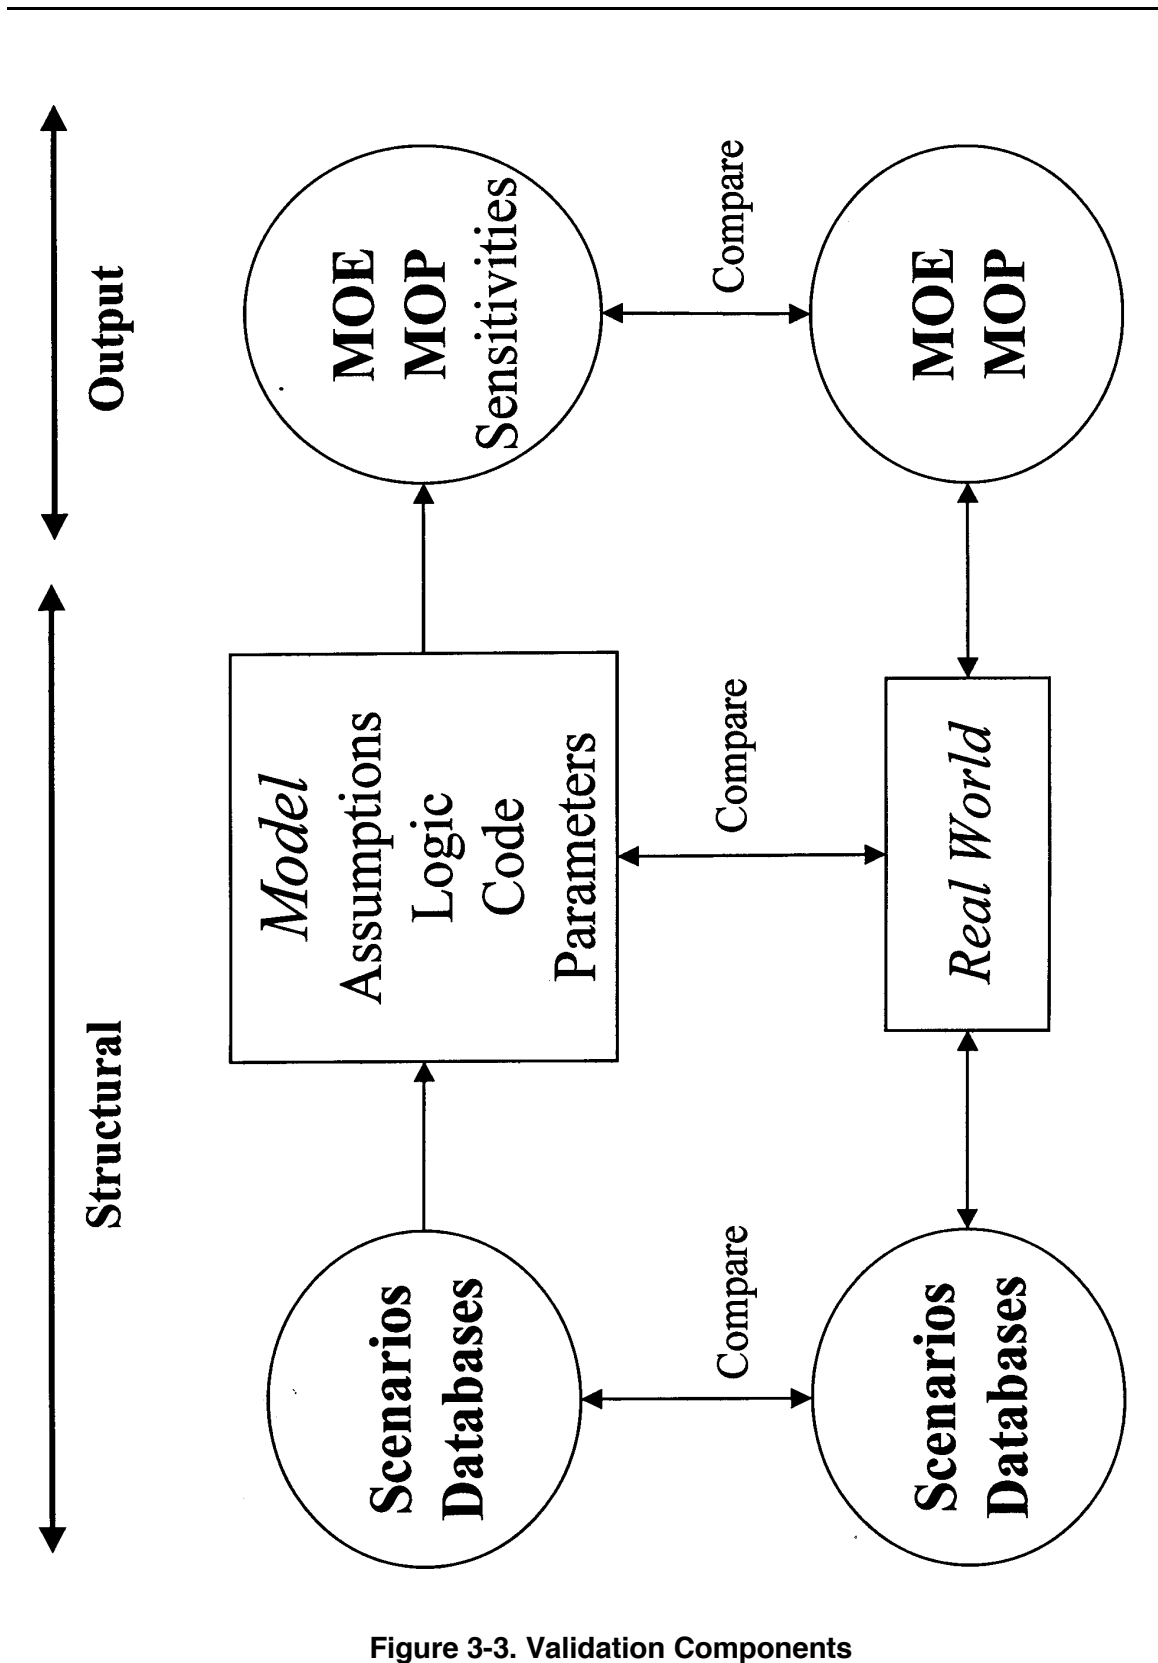 Structural
Output
Scenarios
Databases
Model
Assumptions
Logic
Code
Parameters
MOE
MOP
Sensitivities
Compare
Compare
Compare
Scenarios
Databases
Real World
MOE
MOP
Figure 3-3. Validation Components